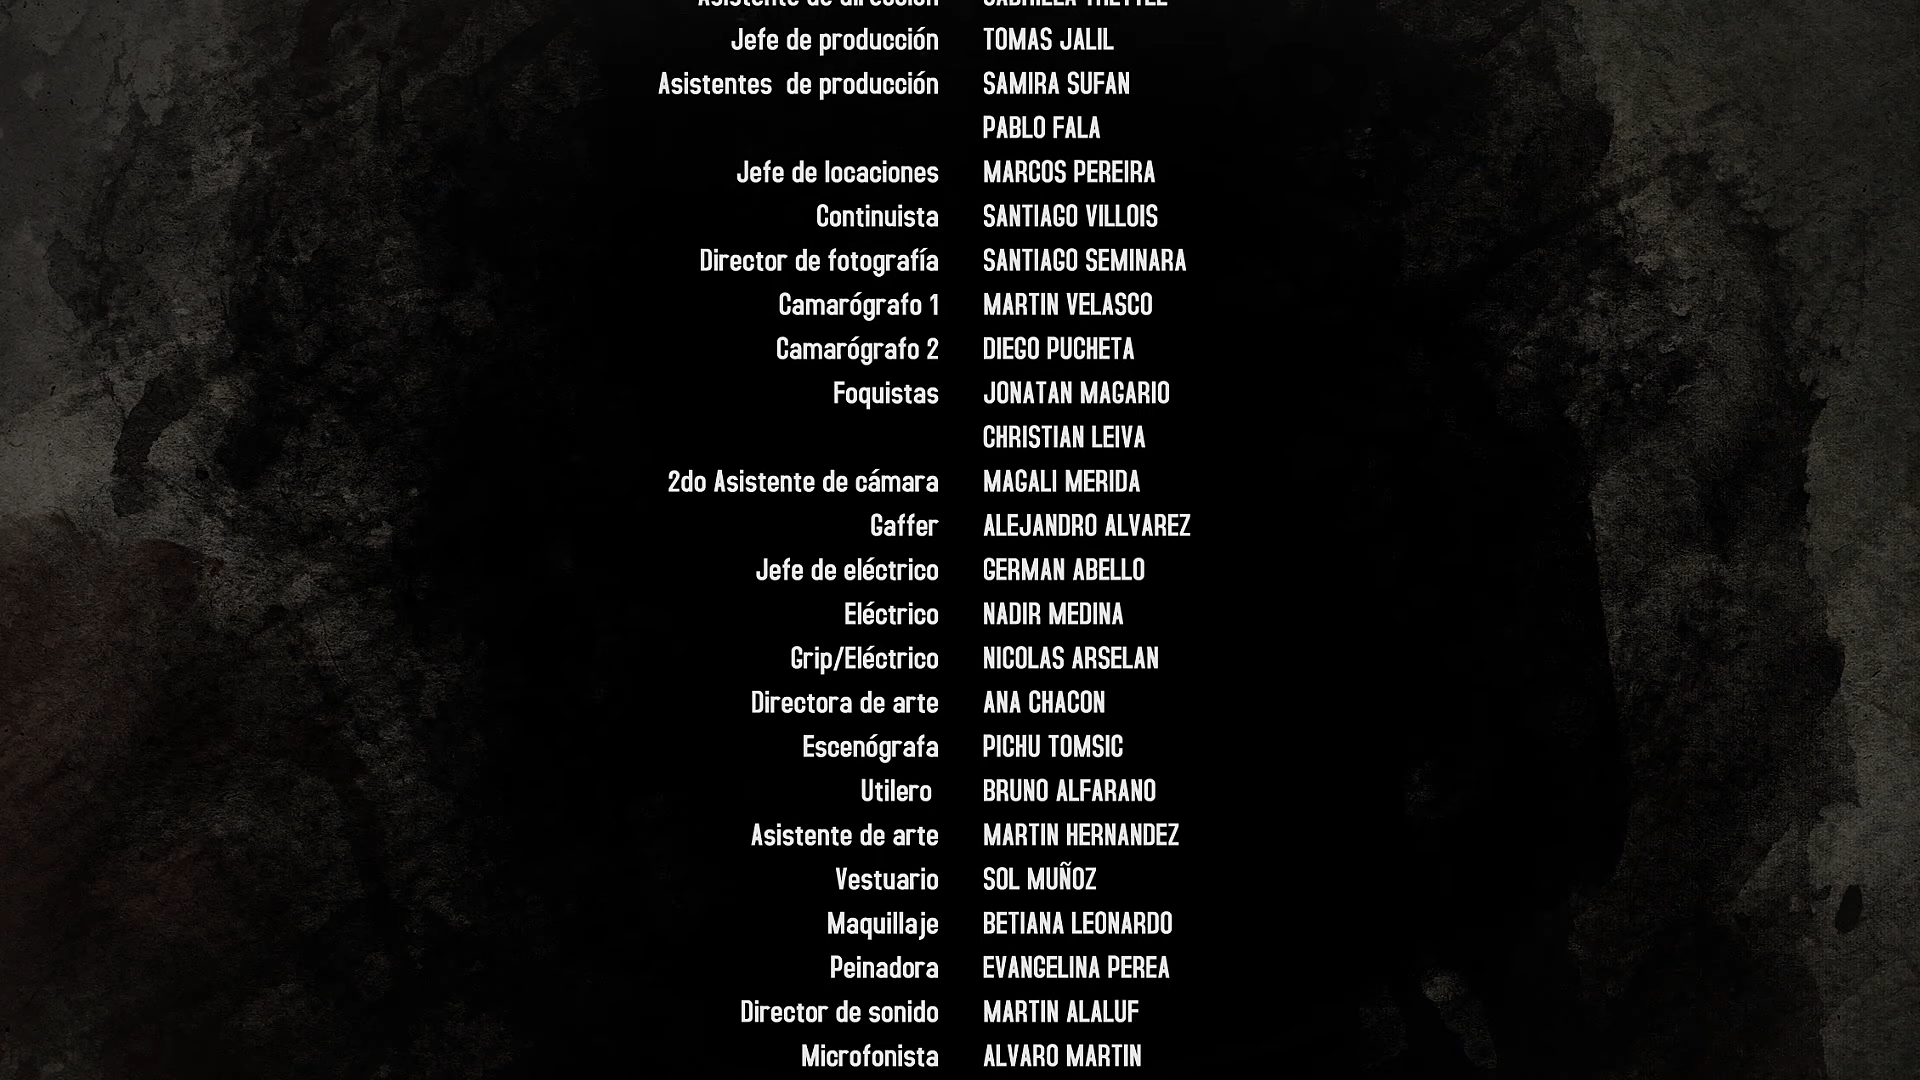 Asistente de dirección
Jefe de producción TOMAS JALIL
Asistentes de producción SAMIRA SUFAN
PABLO FALA
Jefe de locaciones MARCOS PEREIRA
Continuista SANTIAGO VILLOIS
Director de fotografía SANTIAGO SEMINARA
Camarógrafo 1 MARTIN VELASCO
Camarógrafo 2 DIEGO PUCHETA
Foquistas JONATAN MAGARIO
CHRISTIAN LEIVA
2do Asistente de cámara MAGALI MERIDA
Gaffer ALEJANDRO ALVAREZ
Jefe de eléctrico GERMAN ABELLO
Eléctrico NADIR MEDINA
Grip/Eléctrico NICOLAS ARSELAN
Directora de arte ANA CHACON
Escenógrafa PICHU TOMSIC
Utilero BRUNO ALFARANO
Asistente de arte MARTIN HERNANDEZ
Vestuario SOL MUÑOZ
Maquillaje BETIANA LEONARDO
Peinadora EVANGELINA PEREA
Director de sonido MARTIN ALALUF
Microfonista ALVARO MARTIN